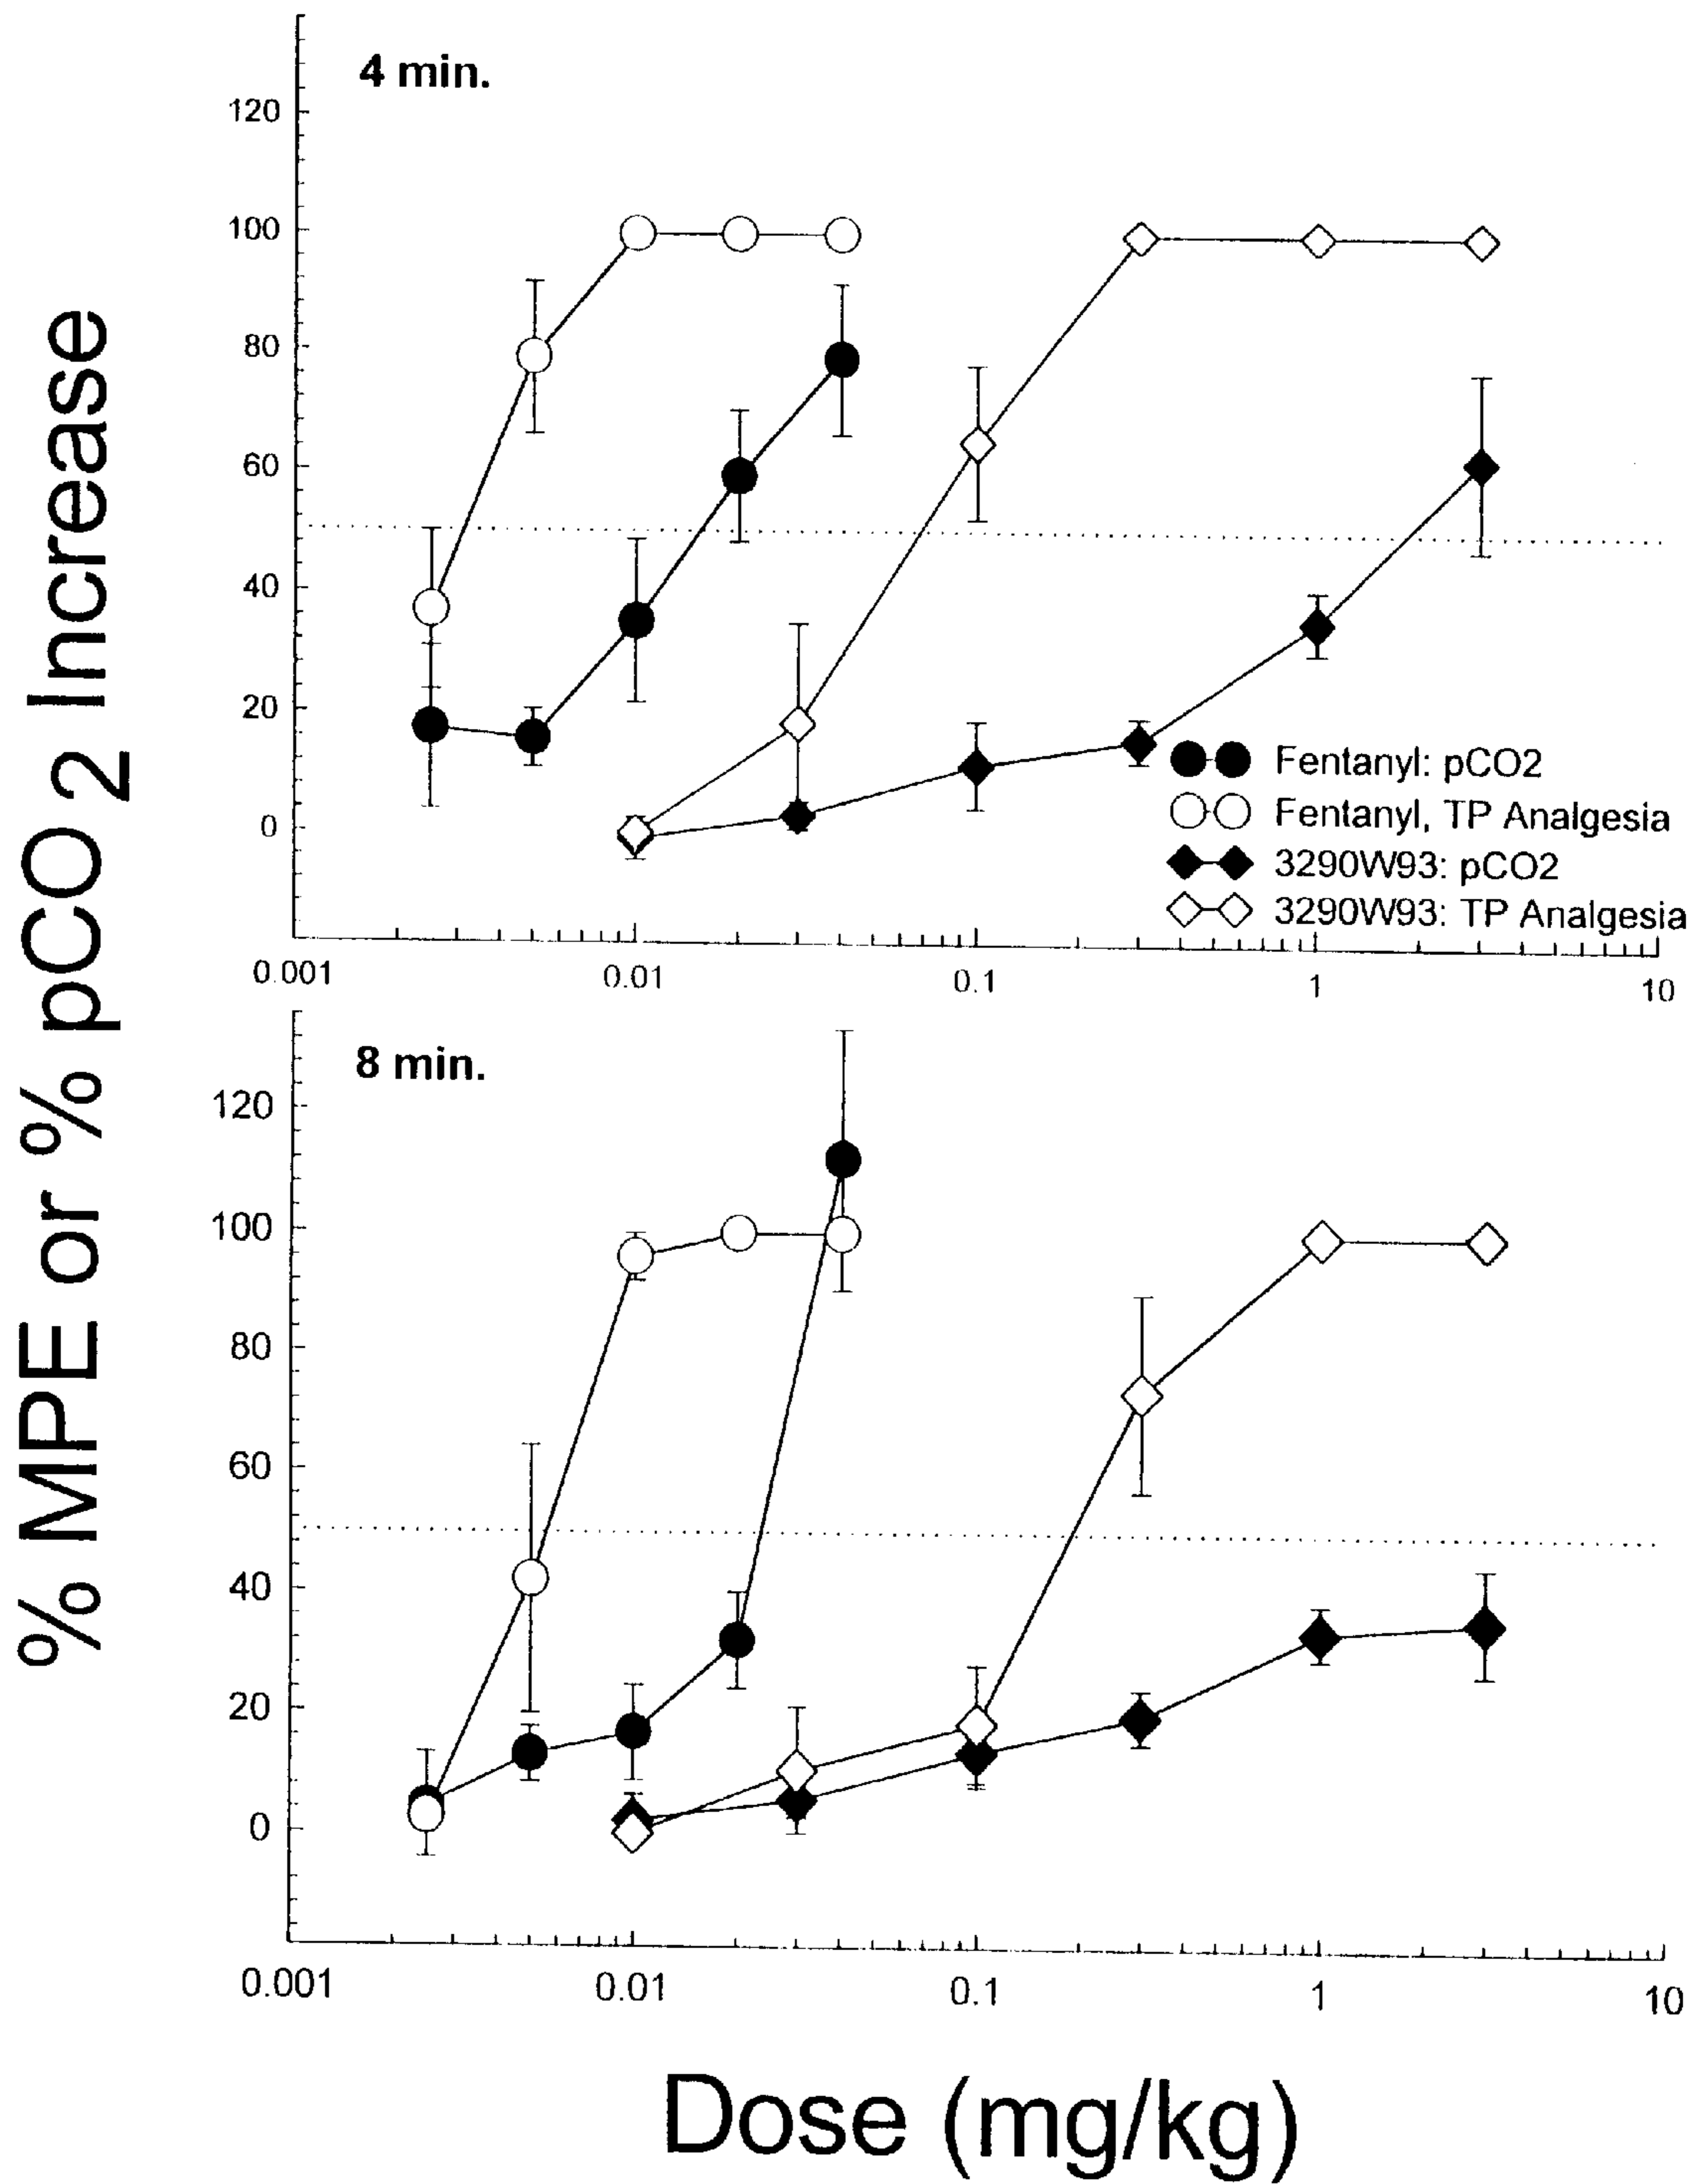 % MPE or % pCO 2 Increase
4 min.
120
100
80
60
40
20
0
Fentanyl: pCO2
Fentanyl, TP Analgesia
3290W93: pCO2
3290W93: TP Analgesia
0.001 0.01 0.1 1 10
8 min.
120
100
80
60
40
20
0
0.001 0.01 0.1 1 10
Dose (mg/kg)